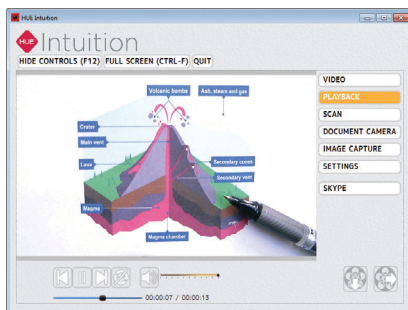 HUE Intuition
HUE Intuition
HIDE CONTROLS (F12) FULL SCREEN (CTRL-F) QUIT
Volcanic bombs
Ash, steam and gas
Crater
Main vent
Lava
Secondary cone
Secondary vent
Magma
Magma chamber
VIDEO
PLAYBACK
SCAN
DOCUMENT CAMERA
IMAGE CAPTURE
SETTINGS
SKYPE
00:00:07 / 00:00:13